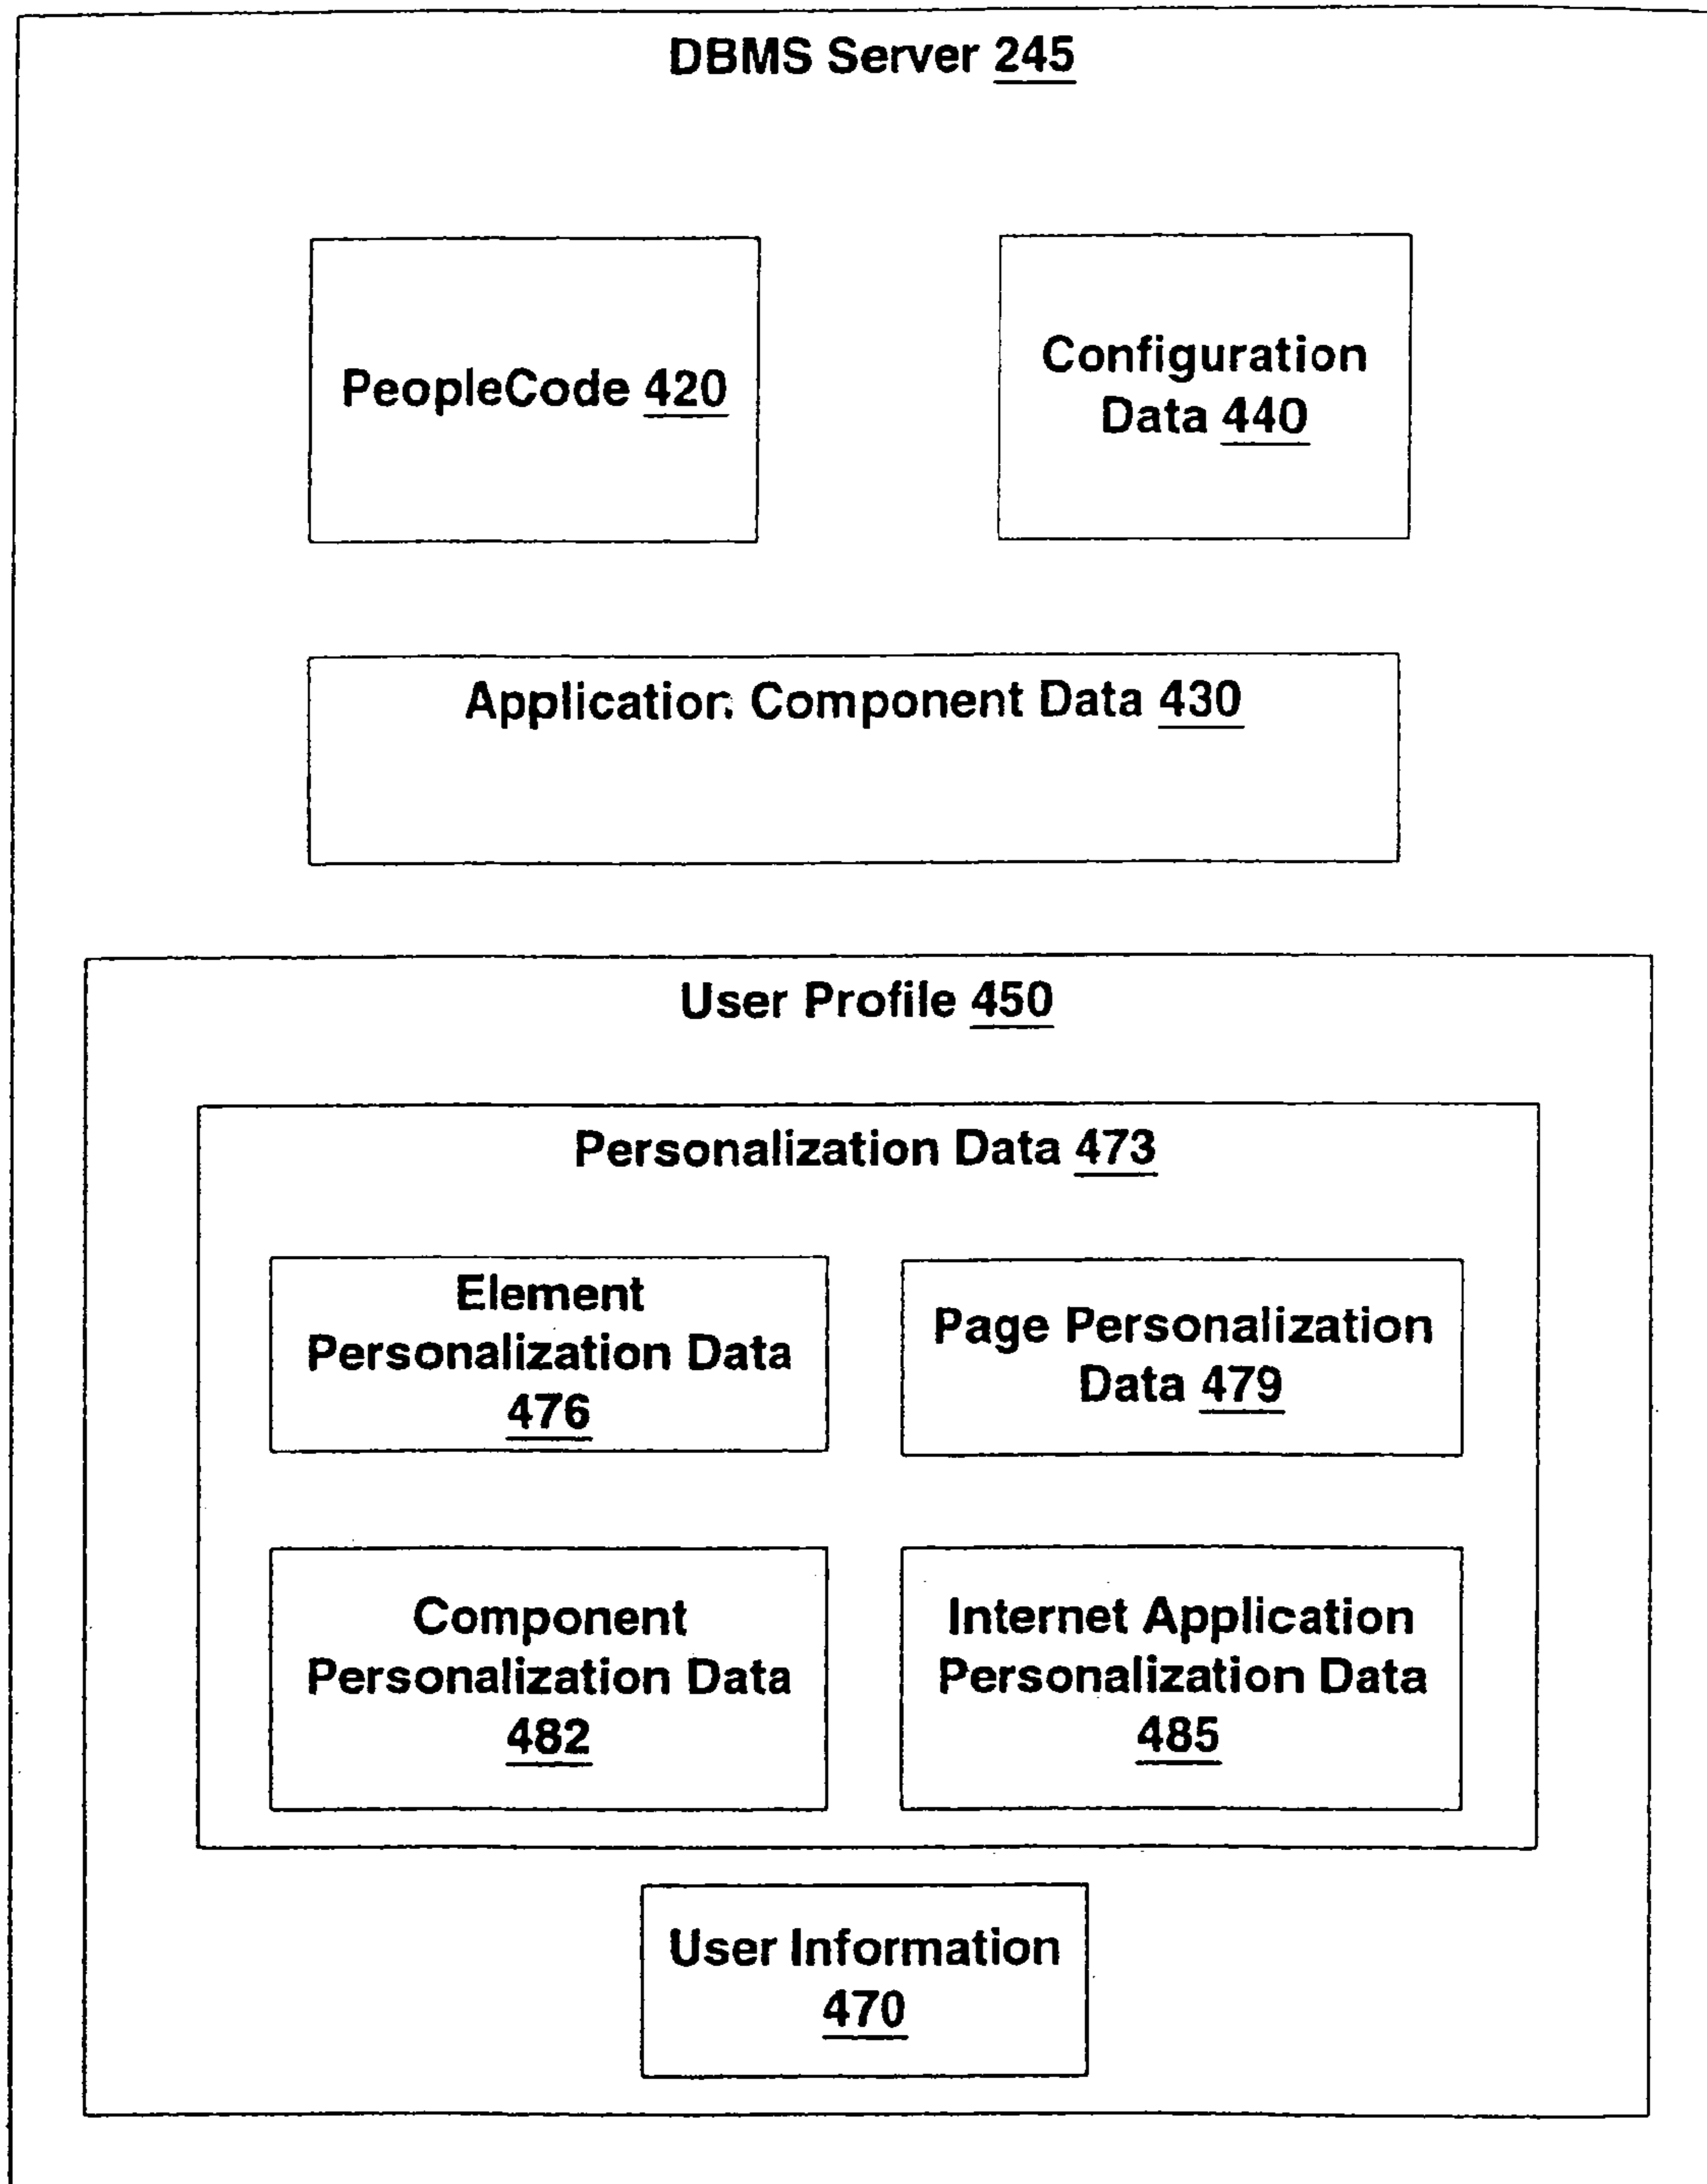 DBMS Server 245
PeopleCode 420
Configuration
Data 440
Application Component Data 430
User Profile 450
Personalization Data 473
Element
Personalization Data
476
Page Personalization
Data 479
Component
Personalization Data
482
Internet Application
Personalization Data
485
User Information
470